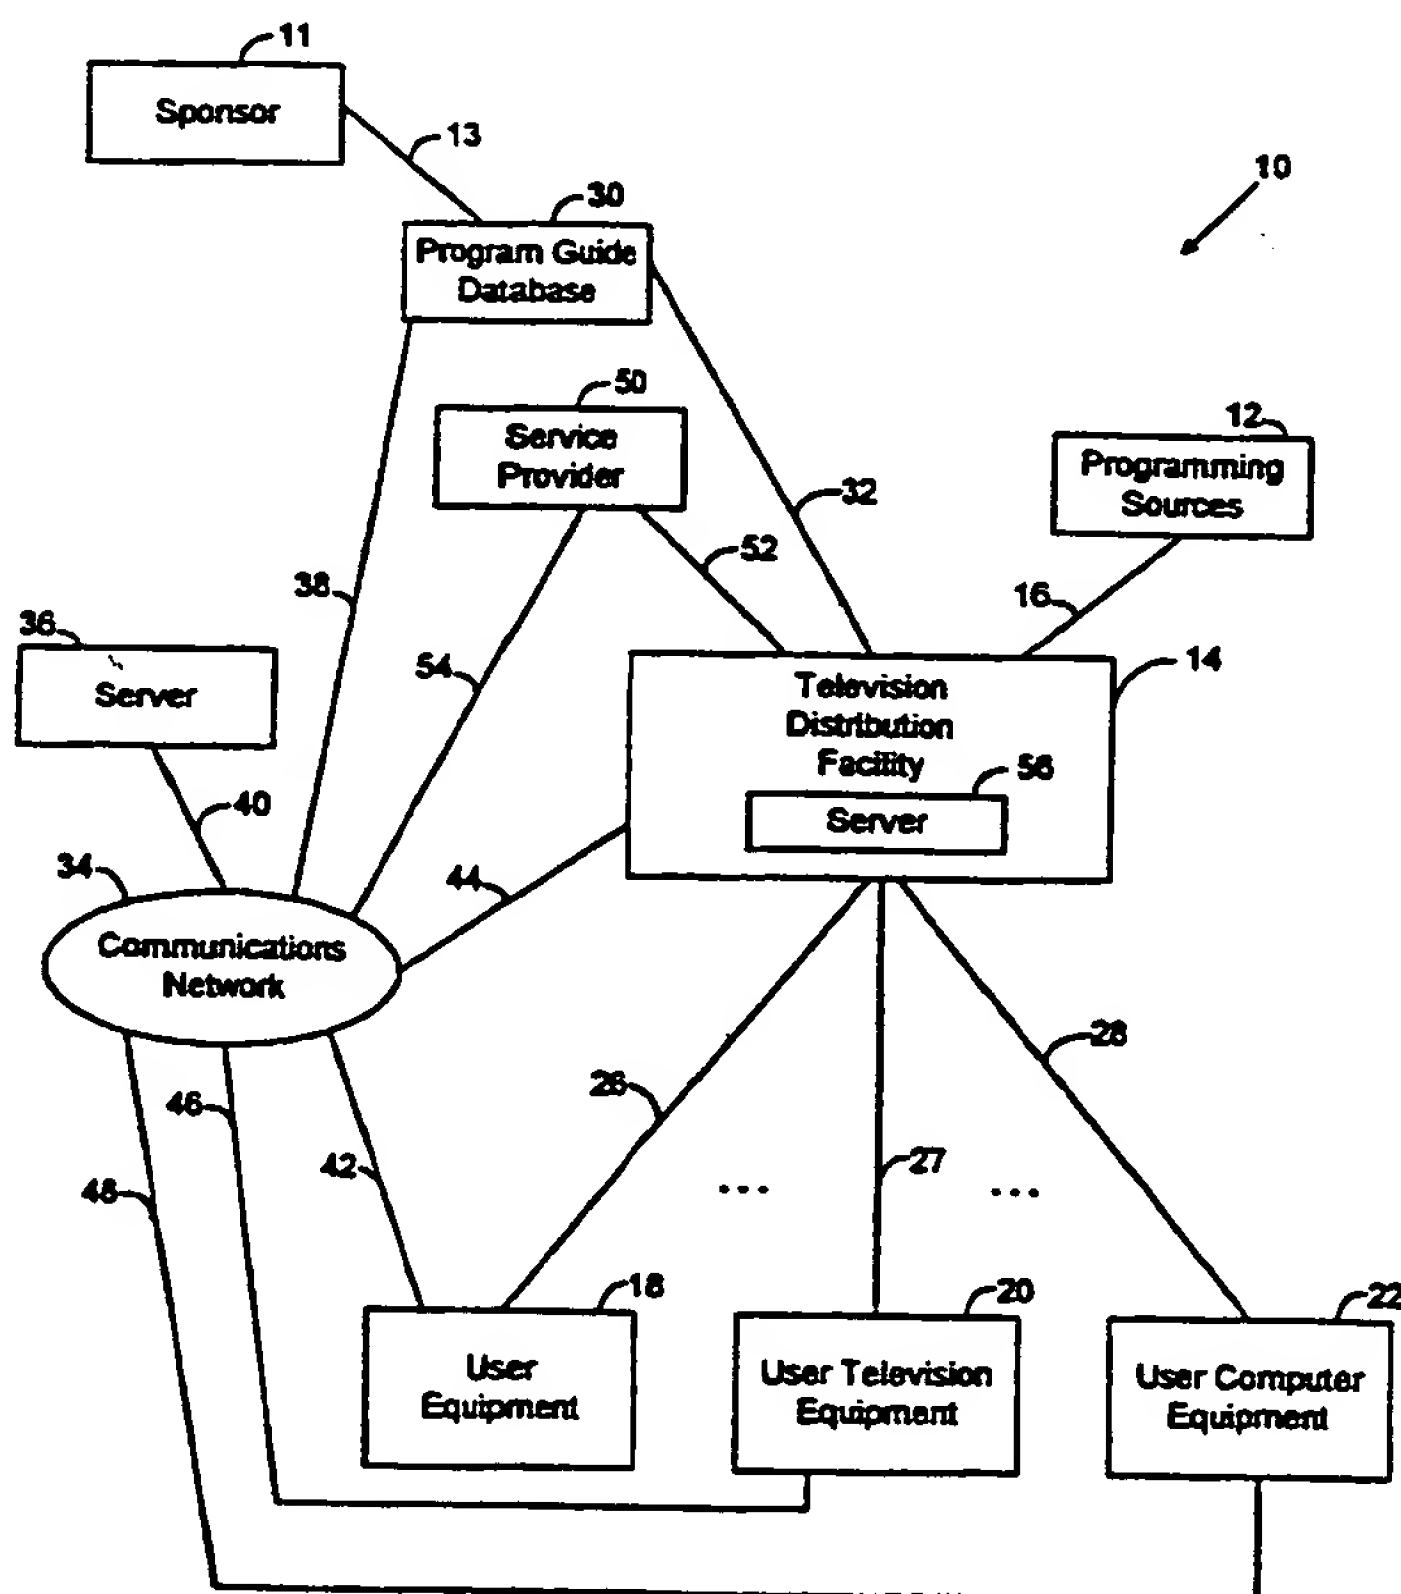 11
Sponsor
13
10
30
Program Guide
Database
50
Service
Provider
12
Programming
Sources
32
52
38
16
36
Server
54
14
Television
Distribution
Facility
56
Server
40
34
44
Communications
Network
28
26
46
42
27
48
...
...
18
20
22
User
Equipment
User Television
Equipment
User Computer
Equipment